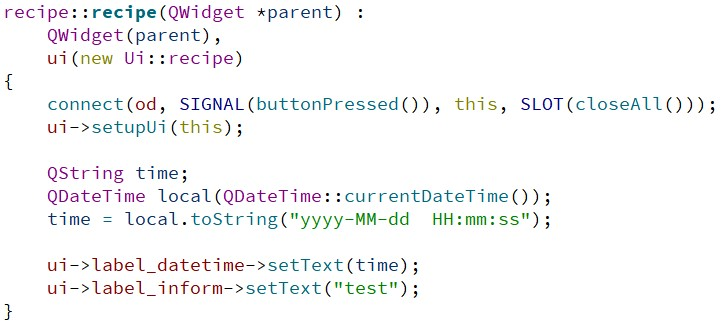 recipe::recipe(QWidget *parent) :
    QWidget(parent),
    ui(new Ui::recipe)
{
    connect(od, SIGNAL(buttonPressed()), this, SLOT(closeAll()));
    ui->setupUi(this);

    QString time;
    QDateTime local(QDateTime::currentDateTime());
    time = local.toString("yyyy-MM-dd  HH:mm:ss");

    ui->label_datetime->setText(time);
    ui->label_inform->setText("test");
}